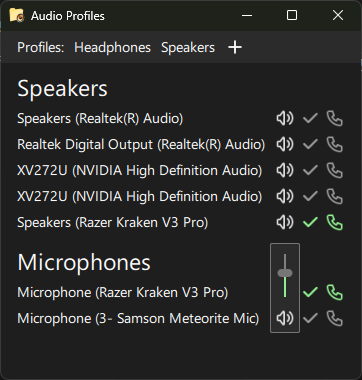 Audio Profiles
Profiles: Headphones Speakers
Speakers
Speakers (Realtek(R) Audio)
Realtek Digital Output (Realtek(R) Audio)
XV272U (NVIDIA High Definition Audio)
XV272U (NVIDIA High Definition Audio)
Speakers (Razer Kraken V3 Pro)
Microphones
Microphone (Razer Kraken V3 Pro)
Microphone (3- Samson Meteorite Mic)